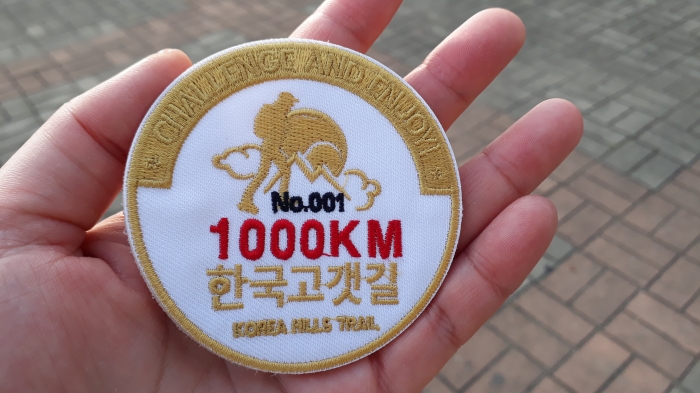 CHALLENGE AND ENJOY!
No.001
1000KM
한국고갯길
KOREA HILLS TRAIL